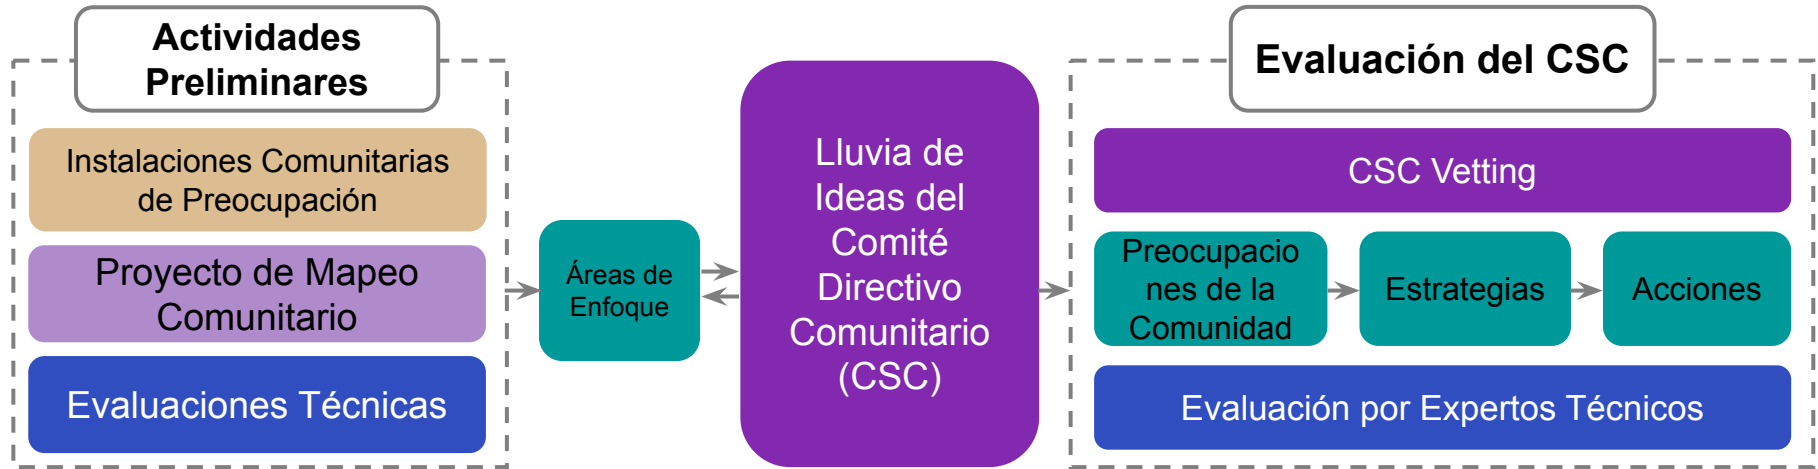 Actividades
Preliminares
Instalaciones Comunitarias
de Preocupación
Proyecto de Mapeo
Comunitario
Evaluaciones Técnicas
Áreas de
Enfoque
Lluvia de
Ideas del
Comité
Directivo
Comunitario
(CSC)
Evaluación del CSC
CSC Vetting
Preocupacio
nes de la
Comunidad
Estrategias
Acciones
Evaluación por Expertos Técnicos